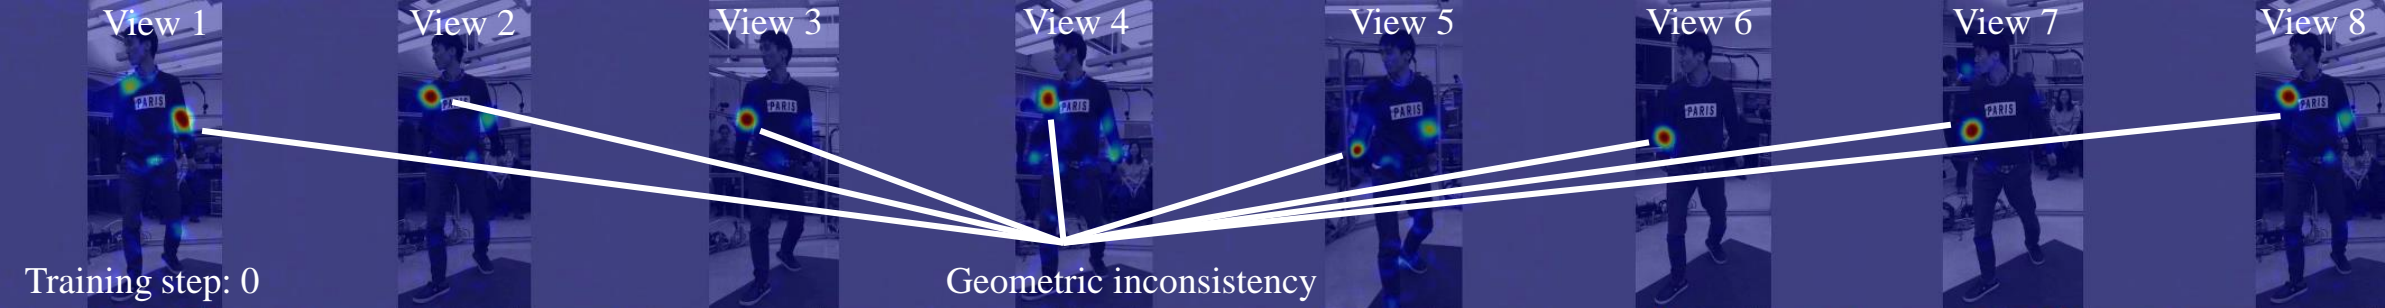 View 1
View 2
View 3
View 4
View 5
View 6
View 7
View 8
PARIS
PARIS
PARIS
PARIS
PARIS
PARIS
PARIS
PARIS
Training step: 0
Geometric inconsistency